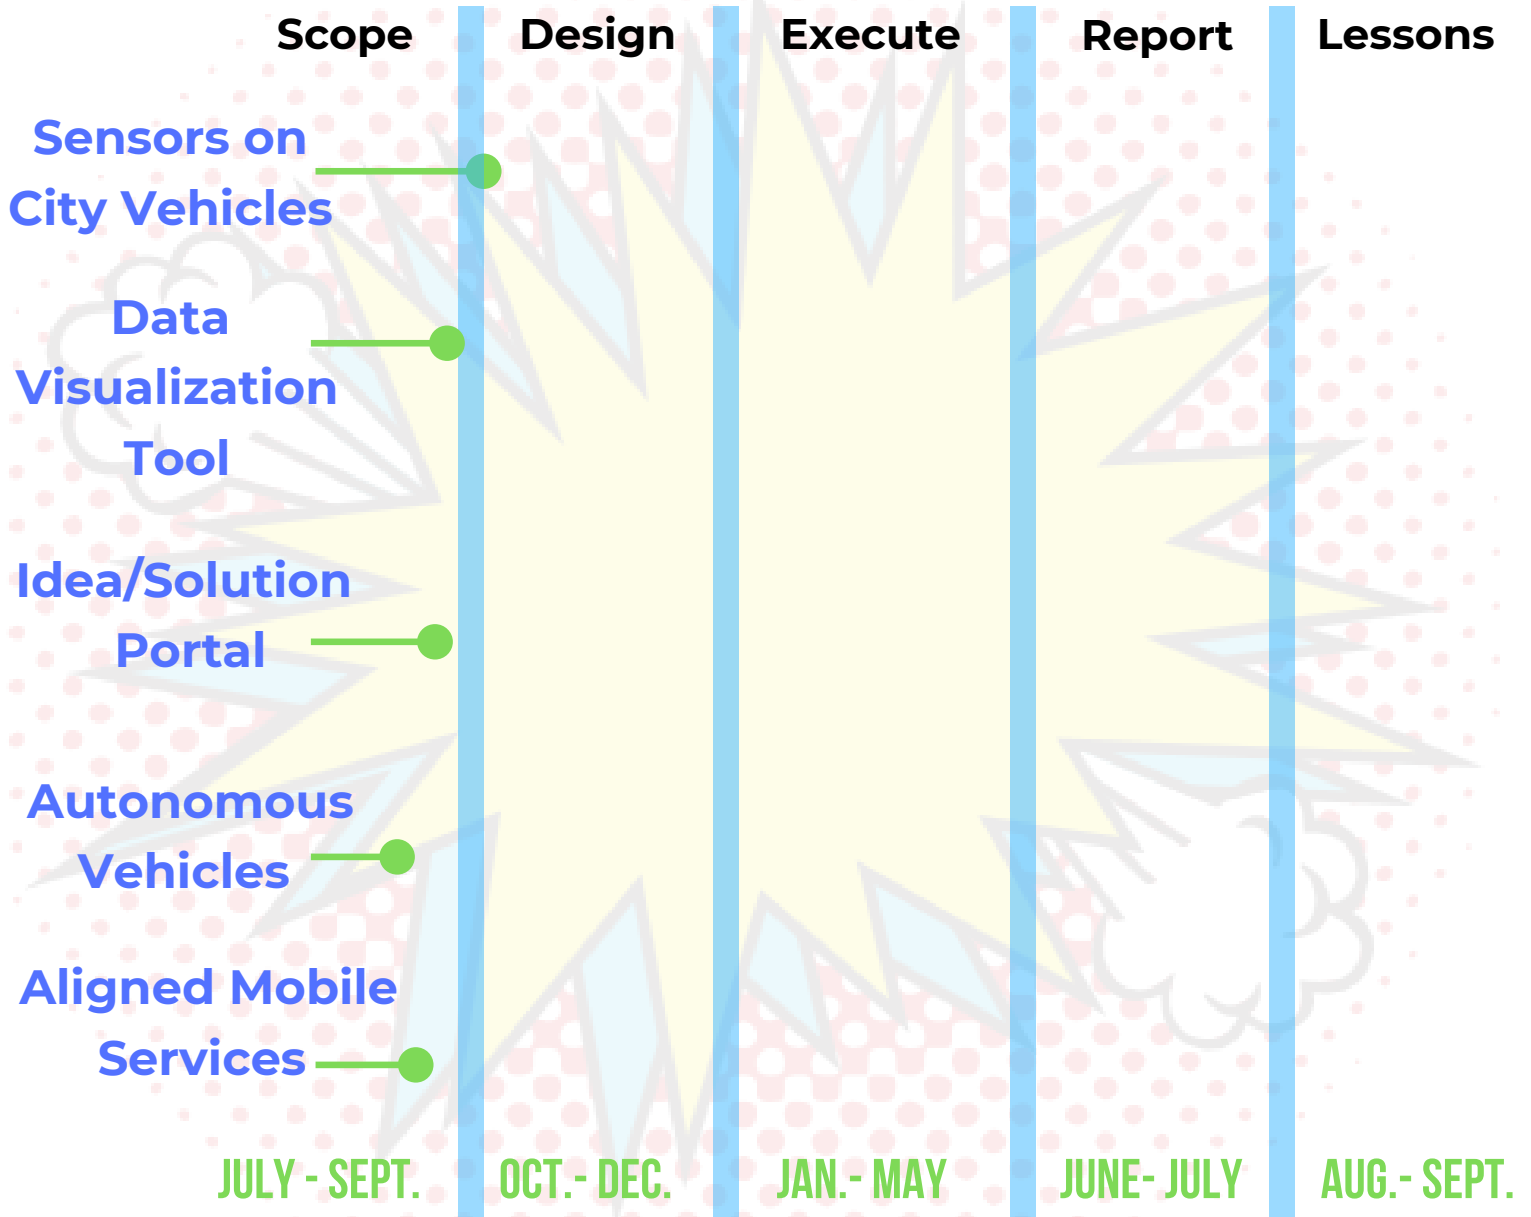 Scope Design Execute Report Lessons
Sensors on
City Vehicles
Data
Visualization
Tool
Idea/Solution
Portal
Autonomous
Vehicles
Aligned Mobile
Services
JULY - SEPT. OCT.- DEC. JAN.- MAY JUNE- JULY AUG.- SEPT.